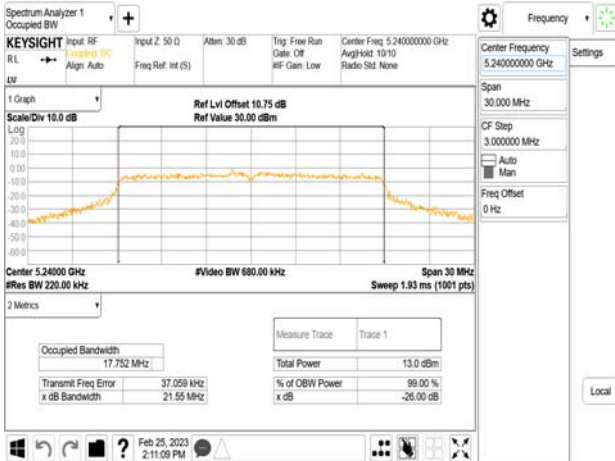 Spectrum Analyzer 1
Occupied BW
Frequency
KEYSIGHT
Input: RF
Coupling: DC
Align: Auto
Input Z: 50 Ω
Freq Ref: Int (S)
Atten: 30 dB
Trig: Free Run
Gate: Off
#IF Gain: Low
Center Freq: 5.240000000 GHz
Avg|Hold: 10/10
Radio Std: None
RL
LV
Center Frequency
5.240000000 GHz
Settings
Span
30.000 MHz
CF Step
3.000000 MHz
Auto
Man
Freq Offset
0 Hz
Local
1 Graph
Scale/Div 10.0 dB
Ref Lvl Offset 10.75 dB
Ref Value 30.00 dBm
Log
20.0
10.0
0.00
-10.0
-20.0
-30.0
-40.0
-50.0
-60.0
Center 5.24000 GHz
#Video BW 680.00 kHz
Span 30 MHz
#Res BW 220.00 kHz
Sweep 1.93 ms (1001 pts)
2 Metrics
Measure Trace
Trace 1
Occupied Bandwidth
17.752 MHz
Total Power
13.0 dBm
Transmit Freq Error
37.059 kHz
% of OBW Power
99.00 %
x dB Bandwidth
21.55 MHz
x dB
-26.00 dB
Feb 25, 2023
2:11:09 PM